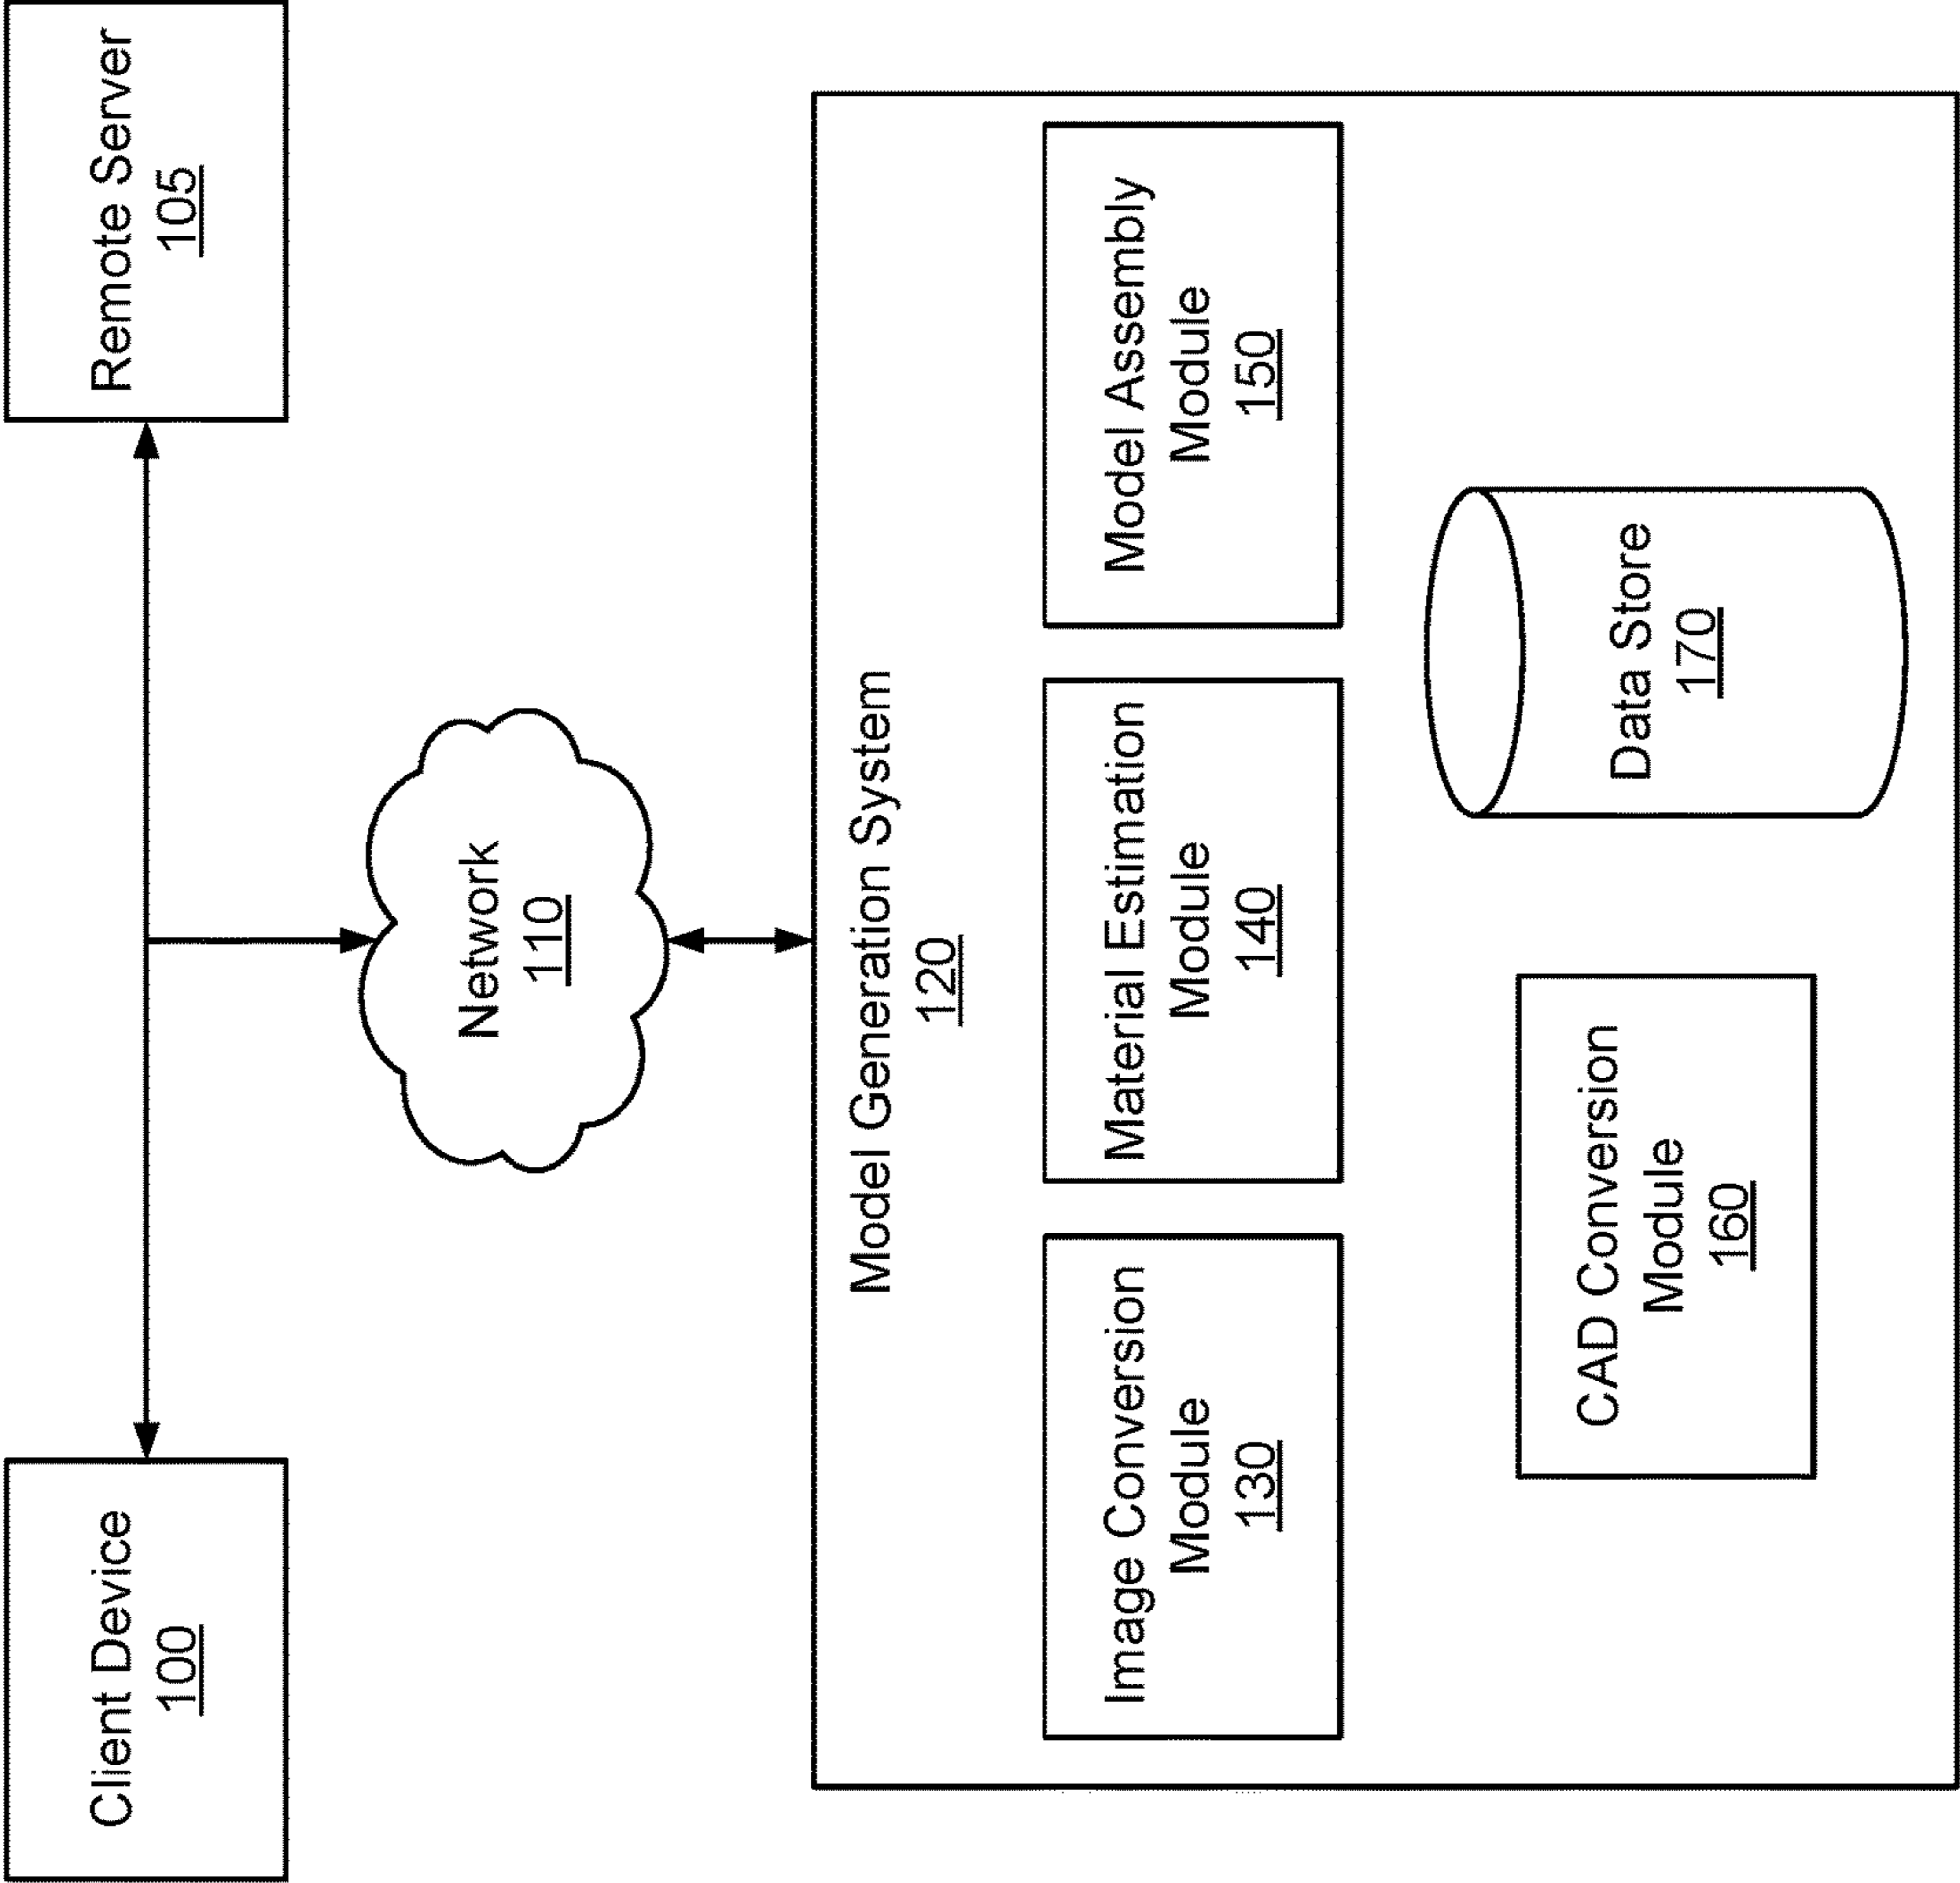 Client Device
100
Remote Server
105
Network
110
Model Generation System
120
Image Conversion
Module
130
Material Estimation
Module
140
Model Assembly
Module
150
CAD Conversion
Module
160
Data Store
170